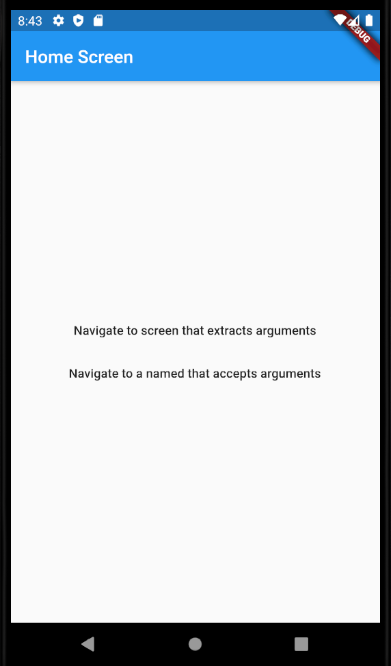 8:43
DEBUG
Home Screen
Navigate to screen that extracts arguments
Navigate to a named that accepts arguments